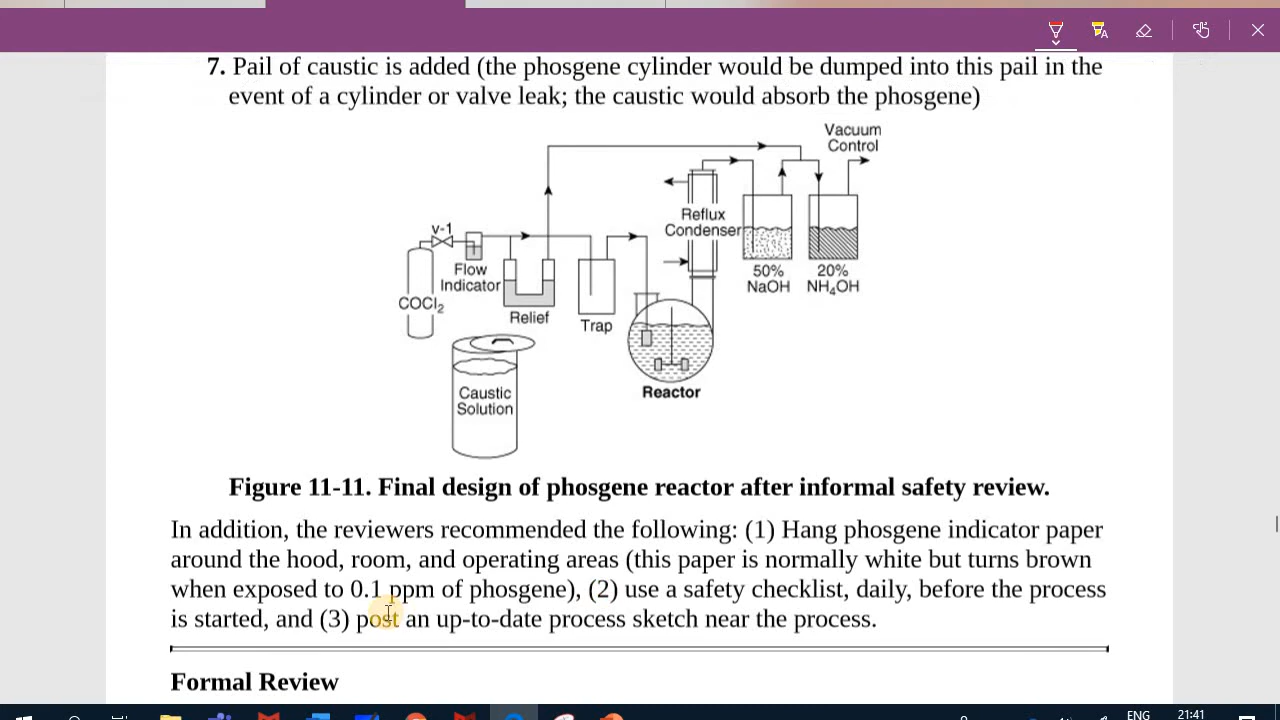 7. Pail of caustic is added (the phosgene cylinder would be dumped into this pail in the
event of a cylinder or valve leak; the caustic would absorb the phosgene)
Vacuum
Control
v-1
Reflux
Condenser
Flow
Indicator
50%
NaOH
20%
NH₄OH
COCl₂
Relief
Trap
Caustic
Solution
Reactor
Figure 11-11. Final design of phosgene reactor after informal safety review.
In addition, the reviewers recommended the following: (1) Hang phosgene indicator paper
around the hood, room, and operating areas (this paper is normally white but turns brown
when exposed to 0.1 ppm of phosgene), (2) use a safety checklist, daily, before the process
is started, and (3) post an up-to-date process sketch near the process.
Formal Review
ENG
21:41